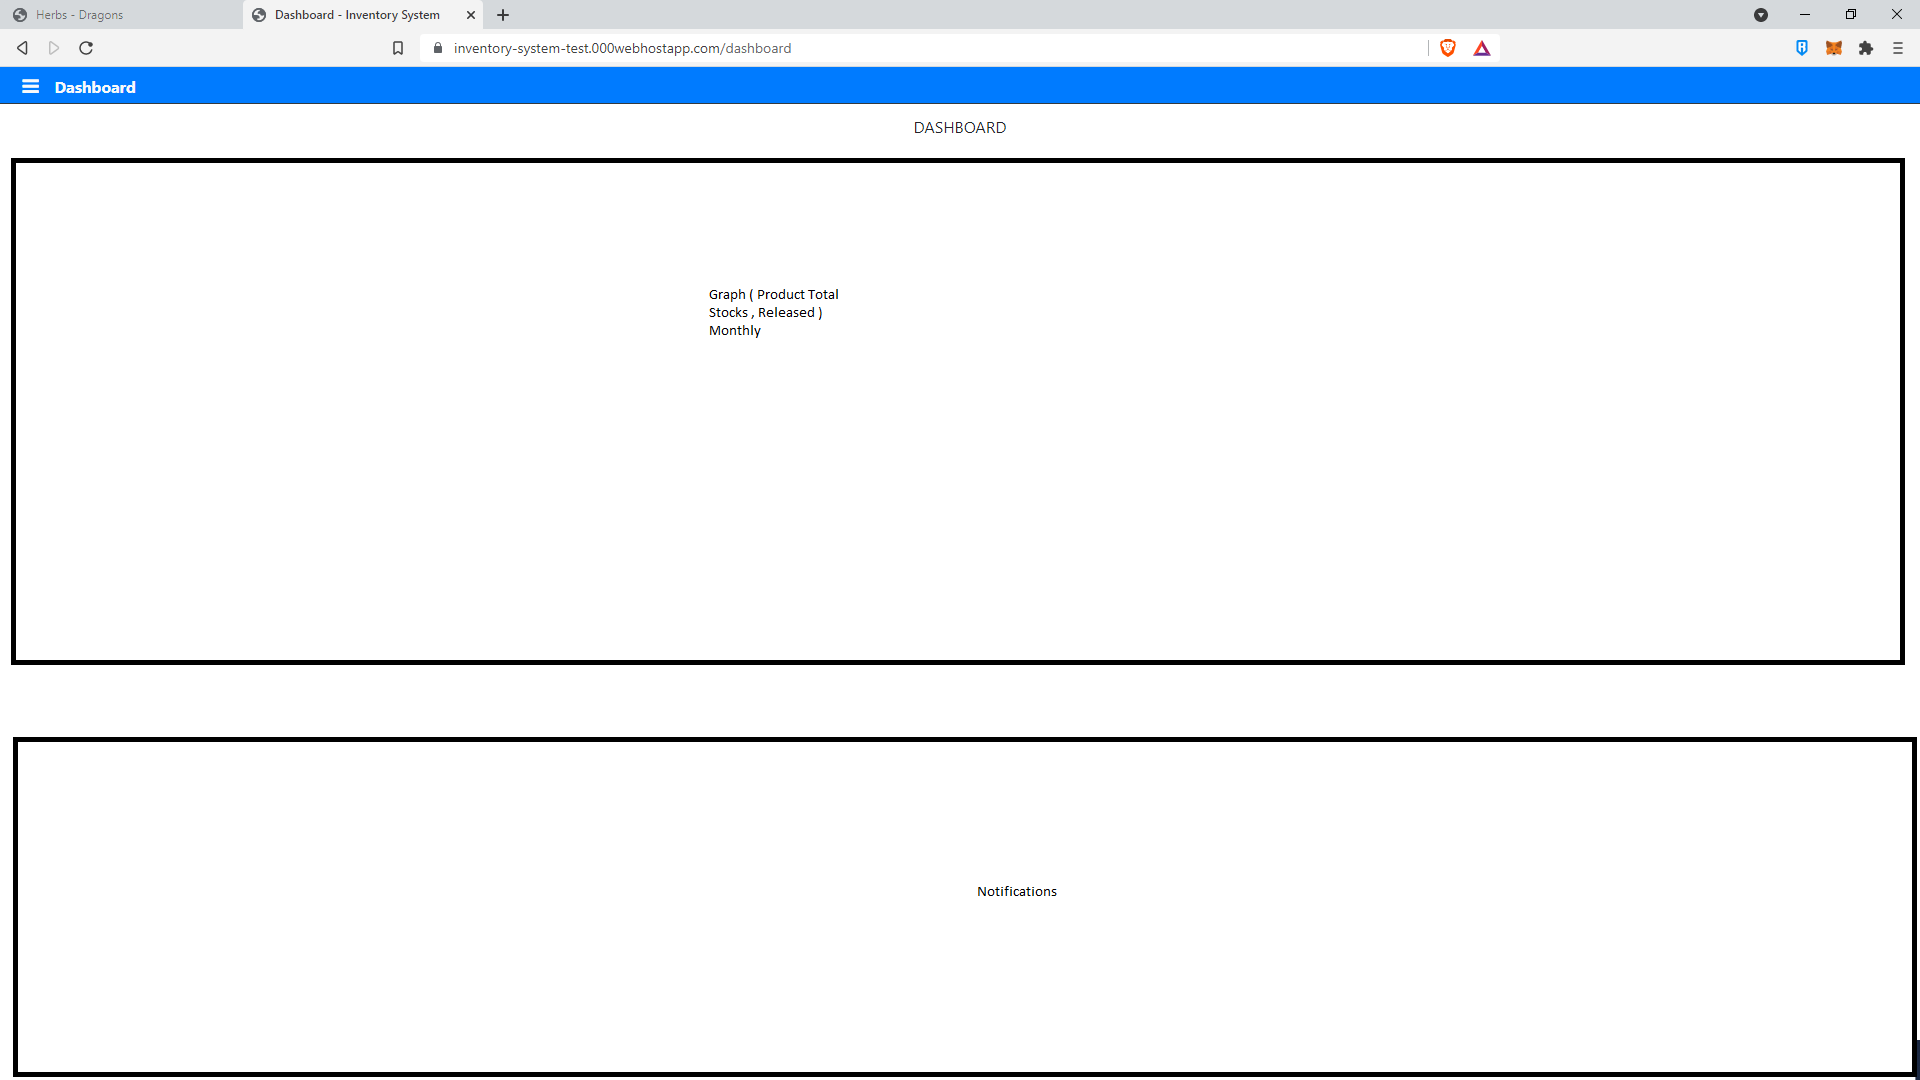 Herbs - Dragons
Dashboard - Inventory System
inventory-system-test.000webhostapp.com/dashboard
Dashboard
DASHBOARD
Graph ( Product Total
Stocks , Released )
Monthly
Notifications